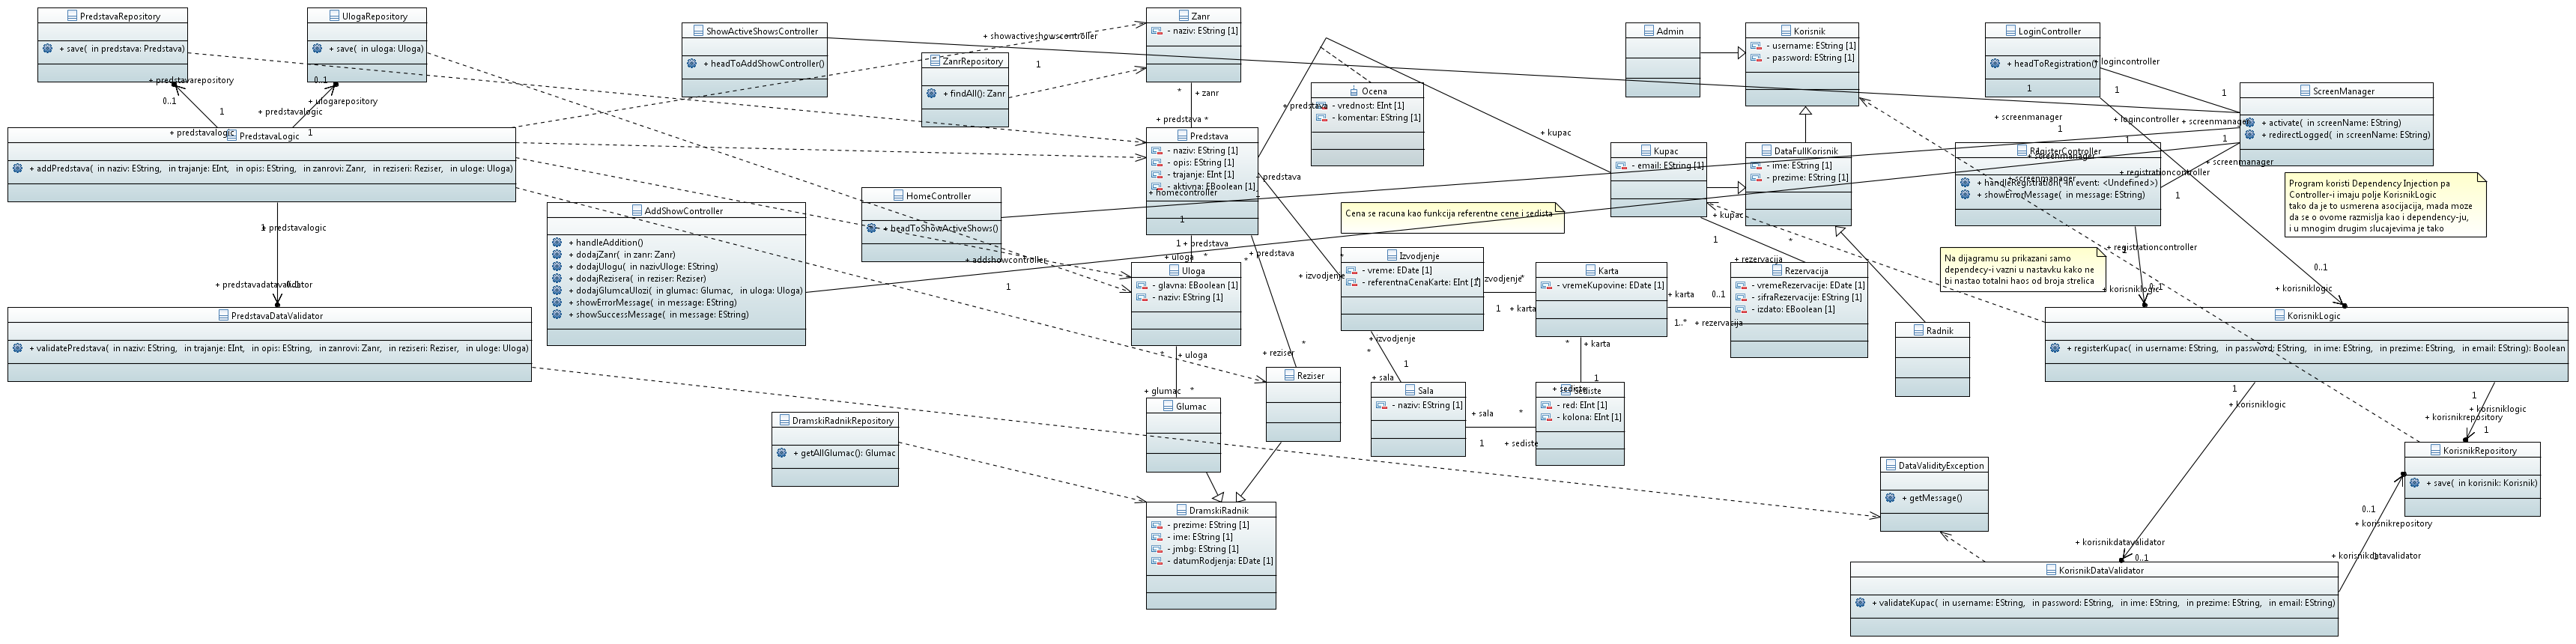 PredstavaRepository
+ save( in predstava: Predstava)
UlogaRepository
+ save( in uloga: Uloga)
ShowActiveShowsController
+ headToAddShowController()
ZanrRepository
+ findAll(): Zanr
Zanr
- naziv: EString [1]
Ocena
- vrednost: EInt [1]
- komentar: EString [1]
Admin
Korisnik
- username: EString [1]
- password: EString [1]
LoginController
+ headToRegistration()
ScreenManager
+ activate( in screenName: EString)
+ redirectLogged( in screenName: EString)
+ showactiveshowscontroller
1
+ predstavarepository
0..1
0..1
+ ulogarepository
1
+ predstavalogic
+ predstavalogic
1
PredstavaLogic
+ addPredstava( in naziv: EString, in trajanje: EInt, in opis: EString, in zanrovi: Zanr, in reziseri: Reziser, in uloge: Uloga)
*
+ zanr
+ predstava *
Predstava
- naziv: EString [1]
- opis: EString [1]
- trajanje: EInt [1]
- aktivna: EBoolean [1]
+ predstava
+ kupac
+ predstava
Kupac
- email: EString [1]
DataFullKorisnik
- ime: EString [1]
- prezime: EString [1]
+ logincontroller
1
1
1
+ screenmanager
1
+ logincontroller
+ screenmanager
1
1
RegisterController
+ handleRegistration( in event: <Undefined>)
+ showErrorMessage( in message: EString)
+ screenmanager
+ screenmanager
+ registrationcontroller
+ screenmanager
1
Program koristi Dependency Injection pa
Controller-i imaju polje KorisnikLogic
tako da je to usmerena asocijacija, mada moze
da se o ovome razmislja kao i dependency-ju,
i u mnogim drugim slucajevima je tako
HomeController
+ headToShowActiveShows()
+ homecontroller
1
AddShowController
+ handleAddition()
+ dodajZanr( in zanr: Zanr)
+ dodajUlogu( in nazivUloge: EString)
+ dodajRezisera( in reziser: Reziser)
+ dodajGlumcaUlozi( in glumac: Glumac, in uloga: Uloga)
+ showErrorMessage( in message: EString)
+ showSuccessMessage( in message: EString)
+ addshowcontroller
1
Cena se racuna kao funkcija referentne cene i sedista
+ kupac
1
*
+ rezervacija
+ registrationcontroller
1
Na dijagramu su prikazani samo
dependecy-i vazni u nastavku kako ne
bi nastao totalni haos od broja strelica
1
+ predstavalogic
+ predstavadatavalidator
0..1
PredstavaDataValidator
+ validatePredstava( in naziv: EString, in trajanje: EInt, in opis: EString, in zanrovi: Zanr, in reziseri: Reziser, in uloge: Uloga)
1
+ predstava
+ uloga
*
+ predstava
*
*
+ izvodjenje
Uloga
- glavna: EBoolean [1]
- naziv: EString [1]
Izvodjenje
- vreme: EDate [1]
- referentnaCenaKarte: EInt [1]
1
+ izvodjenje
*
1
+ karta
Karta
- vremeKupovine: EDate [1]
+ karta
0..1
1..*
+ rezervacija
Rezervacija
- vremeRezervacije: EDate [1]
- sifraRezervacije: EString [1]
- izdato: EBoolean [1]
Radnik
+ korisniklogic
0..1
0..1
+ korisniklogic
KorisnikLogic
+ registerKupac( in username: EString, in password: EString, in ime: EString, in prezime: EString, in email: EString): Boolean
+ uloga
+ glumac
*
*
+ reziser
Reziser
+ izvodjenje
*
1
+ sala
Sala
- naziv: EString [1]
+ sala
1
*
+ sediste
*
+ karta
1
+ sediste
Sediste
- red: EInt [1]
- kolona: EInt [1]
Glumac
DramskiRadnikRepository
+ getAllGlumac(): Glumac
DramskiRadnik
- prezime: EString [1]
- ime: EString [1]
- jmbg: EString [1]
- datumRodjenja: EDate [1]
DataValidityException
+ getMessage()
1
+ korisniklogic
1
+ korisniklogic
+ korisnikrepository
1
KorisnikRepository
+ save( in korisnik: Korisnik)
0..1
+ korisnikrepository
+ korisnikdatavalidator
0..1
+ korisnikdatavalidator
1
KorisnikDataValidator
+ validateKupac( in username: EString, in password: EString, in ime: EString, in prezime: EString, in email: EString)